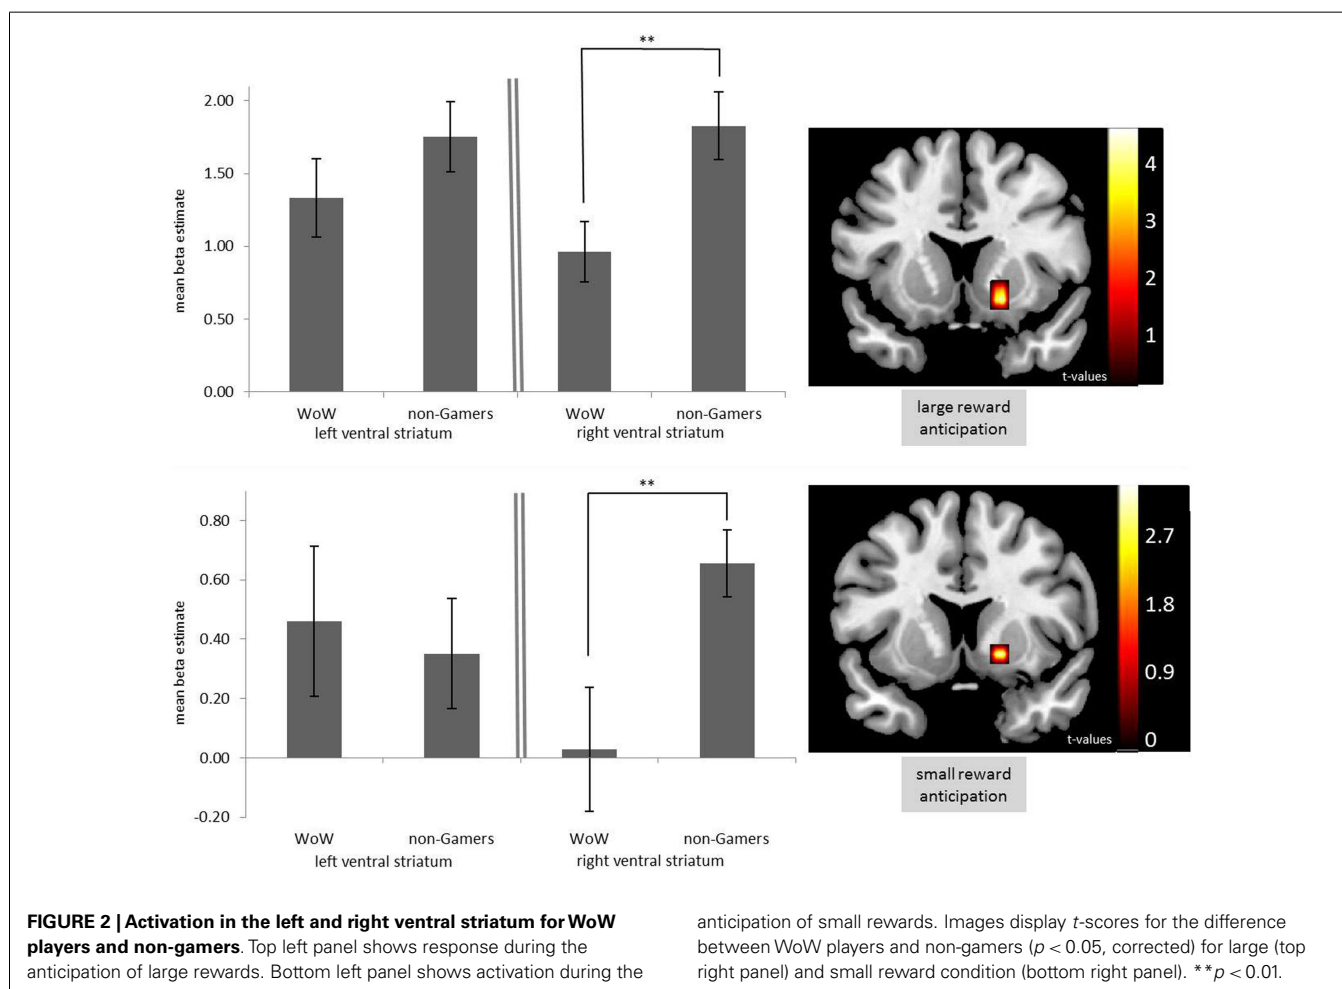 **
2.00
1.50
1.00
0.50
0.00
mean beta estimate
WoW non-Gamers WoW non-Gamers
left ventral striatum right ventral striatum
4
3
2
1
t-values
large reward
anticipation
**
0.80
0.60
0.40
0.20
0.00
-0.20
mean beta estimate
WoW non-Gamers WoW non-Gamers
left ventral striatum right ventral striatum
2.7
1.8
0.9
0
t-values
small reward
anticipation
FIGURE 2 | Activation in the left and right ventral striatum for WoW
players and non-gamers. Top left panel shows response during the
anticipation of large rewards. Bottom left panel shows activation during the
anticipation of small rewards. Images display t-scores for the difference
between WoW players and non-gamers (p < 0.05, corrected) for large (top
right panel) and small reward condition (bottom right panel). **p < 0.01.